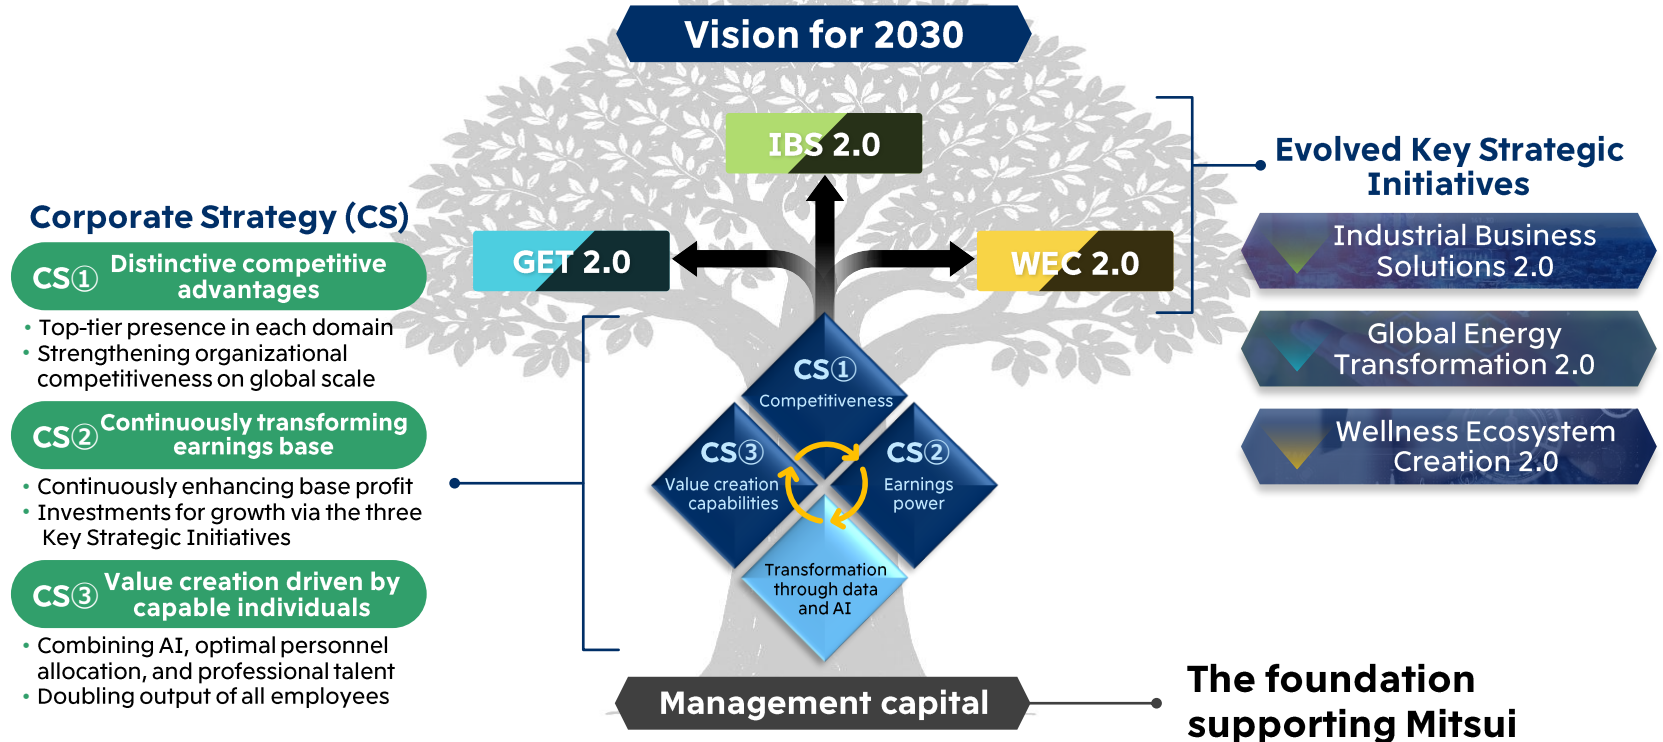 Vision for 2030
IBS 2.0
GET 2.0
WEC 2.0
Corporate Strategy (CS)
CS① Distinctive competitive
advantages
• Top-tier presence in each domain
• Strengthening organizational
competitiveness on global scale
CS② Continuously transforming
earnings base
• Continuously enhancing base profit
• Investments for growth via the three
Key Strategic Initiatives
CS③ Value creation driven by
capable individuals
• Combining AI, optimal personnel
allocation, and professional talent
• Doubling output of all employees
CS①
Competitiveness
CS③
Value creation
capabilities
CS②
Earnings
power
Transformation
through data
and AI
Evolved Key Strategic
Initiatives
Industrial Business
Solutions 2.0
Global Energy
Transformation 2.0
Wellness Ecosystem
Creation 2.0
Management capital
The foundation
supporting Mitsui